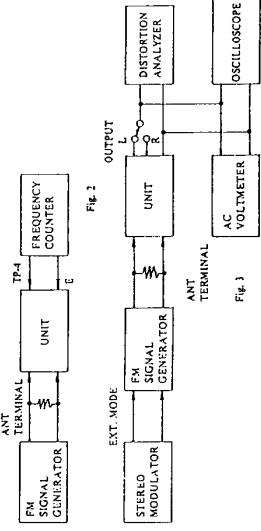 ANT
TERMINAL
FM
SIGNAL
GENERATOR
UNIT
TP-4
E
FREQUENCY
COUNTER
Fig. 2
STEREO
MODULATOR
EXT. MODE
FM
SIGNAL
GENERATOR
ANT
TERMINAL
UNIT
OUTPUT
L
R
DISTORTION
ANALYZER
AC
VOLTMETER
OSCILLOSCOPE
Fig. 3